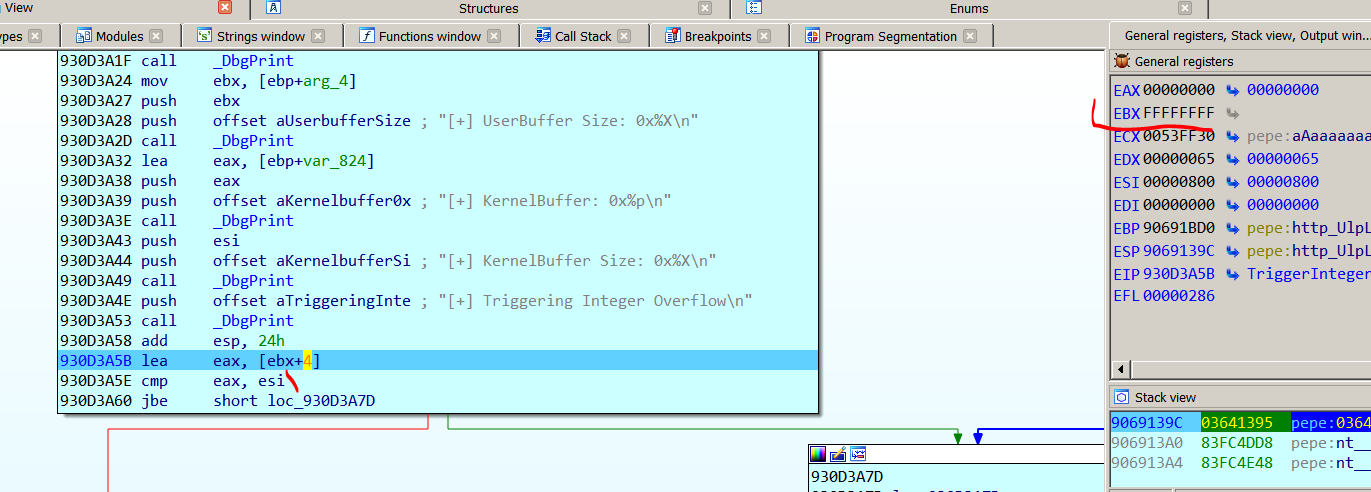 View
Structures
Enums
ypes
Modules
Strings window
Functions window
Call Stack
Breakpoints
Program Segmentation
General registers, Stack view, Output win...
930D3A1F call _DbgPrint
930D3A24 mov ebx, [ebp+arg_4]
930D3A27 push ebx
930D3A28 push offset aUserbufferSize ; "[+] UserBuffer Size: 0x%X\n"
930D3A2D call _DbgPrint
930D3A32 lea eax, [ebp+var_824]
930D3A38 push eax
930D3A39 push offset aKernelbuffer0x ; "[+] KernelBuffer: 0x%p\n"
930D3A3E call _DbgPrint
930D3A43 push esi
930D3A44 push offset aKernelbufferSi ; "[+] KernelBuffer Size: 0x%X\n"
930D3A49 call _DbgPrint
930D3A4E push offset aTriggeringInte ; "[+] Triggering Integer Overflow\n"
930D3A53 call _DbgPrint
930D3A58 add esp, 24h
930D3A5B lea eax, [ebx+4]
930D3A5E cmp eax, esi
930D3A60 jbe short loc_930D3A7D
930D3A7D
General registers
EAX 00000000 00000000
EBX FFFFFFFF
ECX 0053FF30 pepe:aAaaaaaaa
EDX 00000065 00000065
ESI 00000800 00000800
EDI 00000000 00000000
EBP 90691BD0 pepe:http_UlpL
ESP 9069139C pepe:http_UlpL
EIP 930D3A5B TriggerInteger
EFL 00000286
Stack view
9069139C 03641395 pepe:0364
906913A0 83FC4DD8 pepe:nt__
906913A4 83FC4E48 pepe:nt__